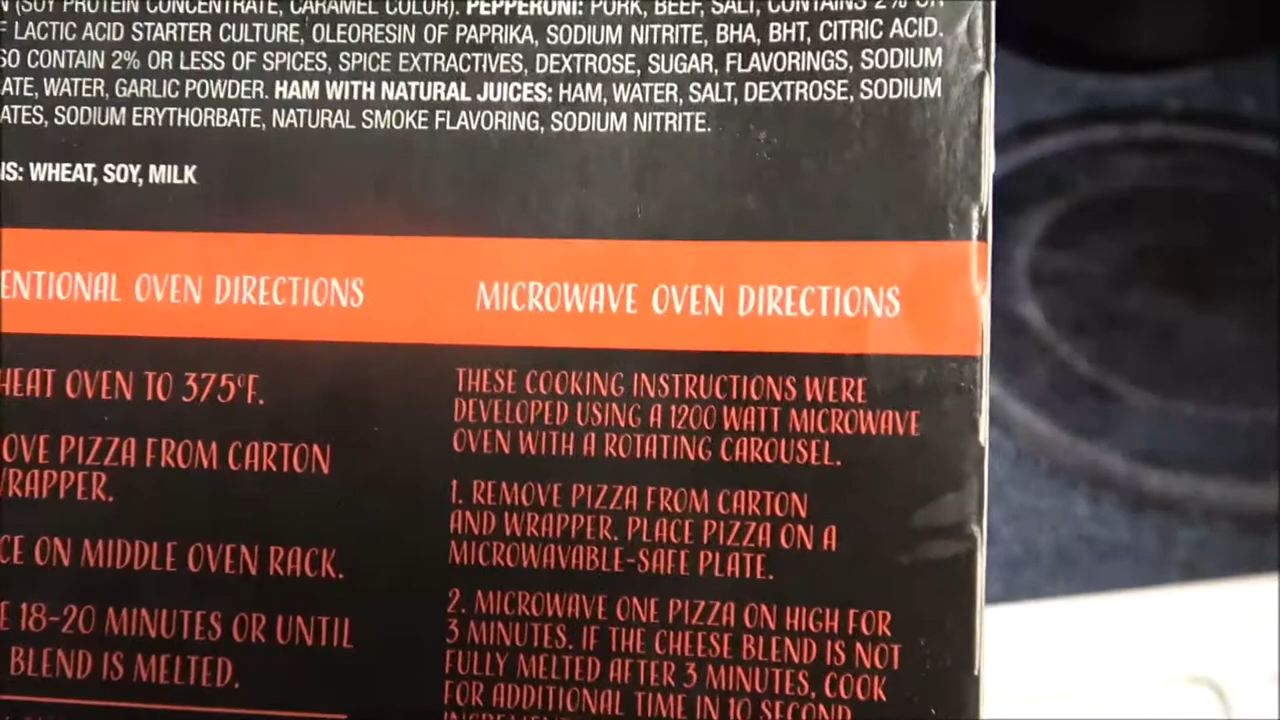 (SOY PROTEIN CONCENTRATE, CARAMEL COLOR). PEPPERONI: PORK, BEEF, SALT, CONTAINS 2% OR
LACTIC ACID STARTER CULTURE, OLEORESIN OF PAPRIKA, SODIUM NITRITE, BHA, BHT, CITRIC ACID.
SO CONTAIN 2% OR LESS OF SPICES, SPICE EXTRACTIVES, DEXTROSE, SUGAR, FLAVORINGS, SODIUM
ATE, WATER, GARLIC POWDER. HAM WITH NATURAL JUICES: HAM, WATER, SALT, DEXTROSE, SODIUM
ATES, SODIUM ERYTHORBATE, NATURAL SMOKE FLAVORING, SODIUM NITRITE.
IS: WHEAT, SOY, MILK
ENTIONAL OVEN DIRECTIONS
HEAT OVEN TO 375°F.
OVE PIZZA FROM CARTON
RAPPER.
CE ON MIDDLE OVEN RACK.
E 18-20 MINUTES OR UNTIL
BLEND IS MELTED.
MICROWAVE OVEN DIRECTIONS
THESE COOKING INSTRUCTIONS WERE
DEVELOPED USING A 1200 WATT MICROWAVE
OVEN WITH A ROTATING CAROUSEL.
1. REMOVE PIZZA FROM CARTON
AND WRAPPER. PLACE PIZZA ON A
MICROWAVABLE-SAFE PLATE.
2. MICROWAVE ONE PIZZA ON HIGH FOR
3 MINUTES. IF THE CHEESE BLEND IS NOT
FULLY MELTED AFTER 3 MINUTES, COOK
FOR ADDITIONAL TIME IN 10 SECOND